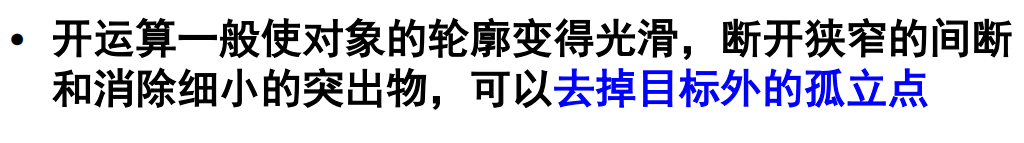 • 开运算一般使对象的轮廓变得光滑，断开狭窄的间断
和消除细小的突出物，可以去掉目标外的孤立点